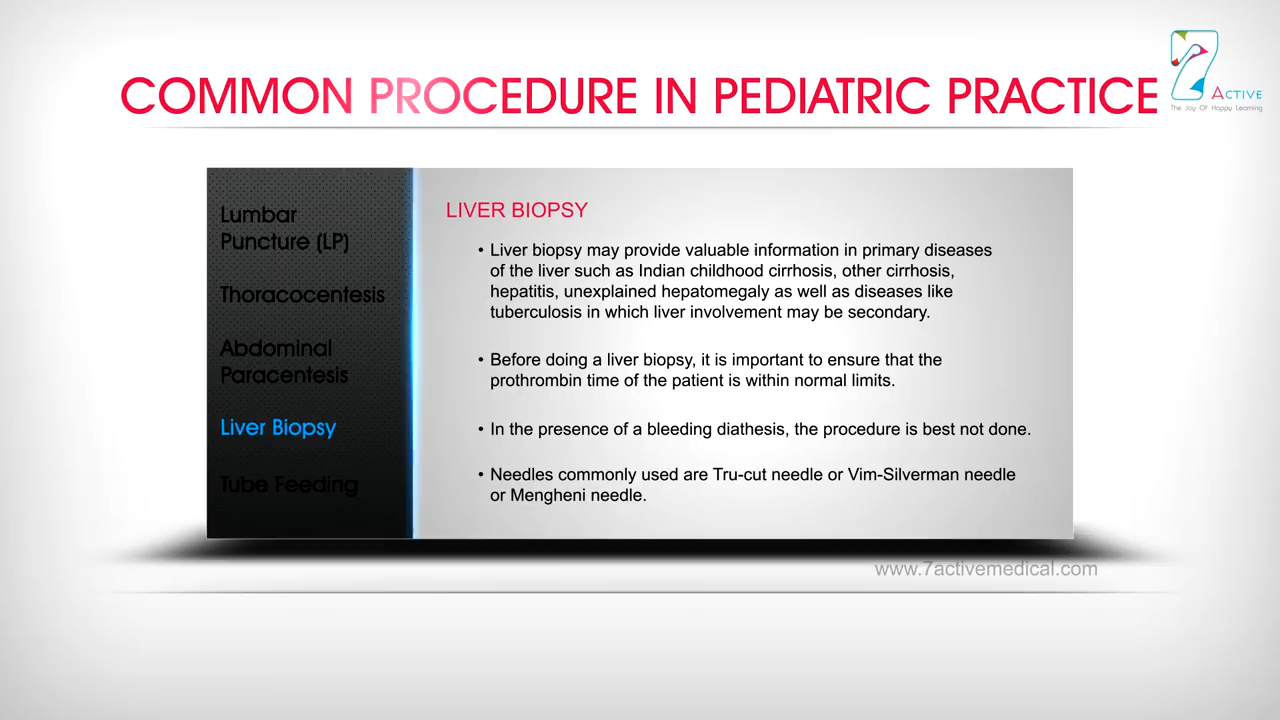 COMMON PROCEDURE IN PEDIATRIC PRACTICE
7
ACTIVE
The Joy Of Happy Learning
Lumbar
Puncture (LP)
Thoracocentesis
Abdominal
Paracentesis
Liver Biopsy
Tube Feeding
LIVER BIOPSY
• Liver biopsy may provide valuable information in primary diseases
of the liver such as Indian childhood cirrhosis, other cirrhosis,
hepatitis, unexplained hepatomegaly as well as diseases like
tuberculosis in which liver involvement may be secondary.
• Before doing a liver biopsy, it is important to ensure that the
prothrombin time of the patient is within normal limits.
• In the presence of a bleeding diathesis, the procedure is best not done.
• Needles commonly used are Tru-cut needle or Vim-Silverman needle
or Mengheni needle.
www.7activemedical.com